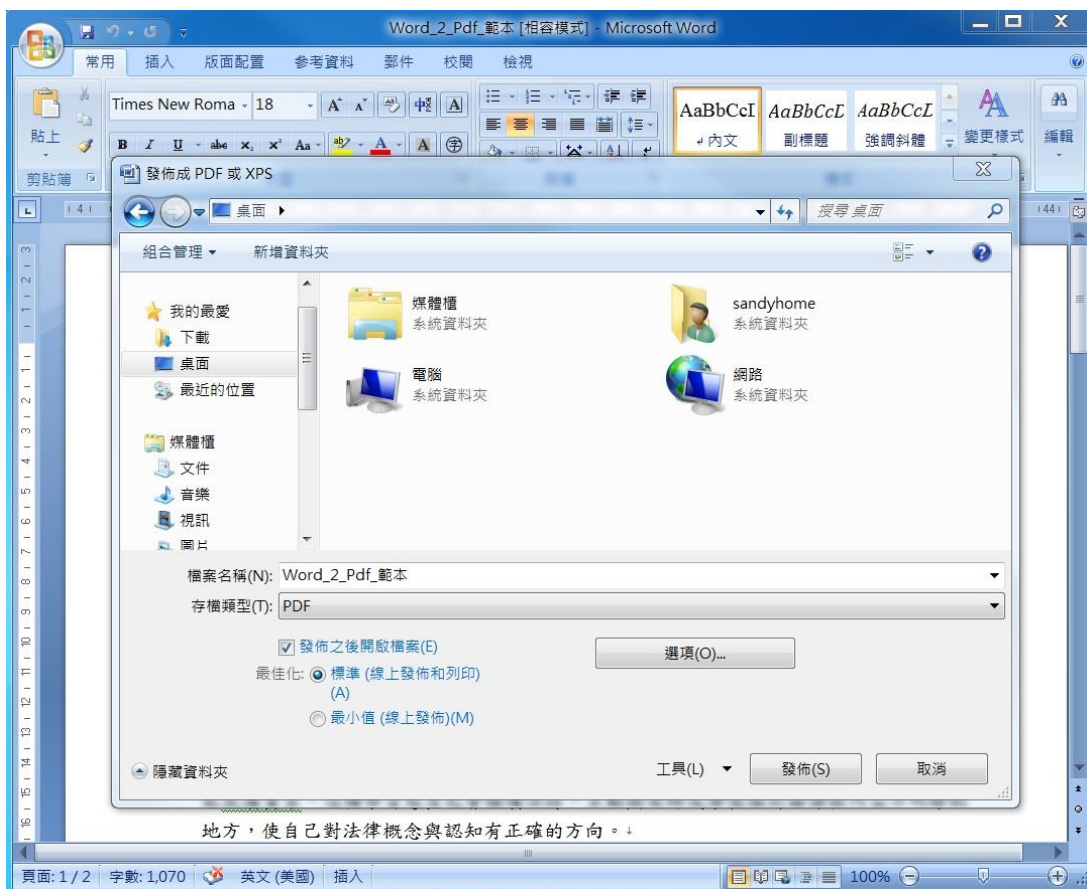 Word_2_Pdf_範本 [相容模式] - Microsoft Word
常用 插入 版面配置 參考資料 郵件 校閱 檢視
Times New Roma 18
AaBbCcI AaBbCcD AaBbCcL
貼上
B I U abe x₂ x² Aa
內文 副標題 強調斜體 變更樣式 編輯
剪貼簿
發佈成 PDF 或 XPS
桌面
搜尋 桌面
組合管理 新增資料夾
我的最愛
下載
桌面
最近的位置
媒體櫃
文件
音樂
視訊
圖片
媒體櫃
系統資料夾
sandyhome
系統資料夾
電腦
系統資料夾
網路
系統資料夾
檔案名稱(N): Word_2_Pdf_範本
存檔類型(T): PDF
發佈之後開啟檔案(E)
選項(O)...
最佳化: 標準 (線上發佈和列印)
(A)
最小值 (線上發佈)(M)
隱藏資料夾
工具(L) 發佈(S) 取消
地方，使自己對法律概念與認知有正確的方向。
頁面: 1 / 2 字數: 1,070 英文 (美國) 插入 100%